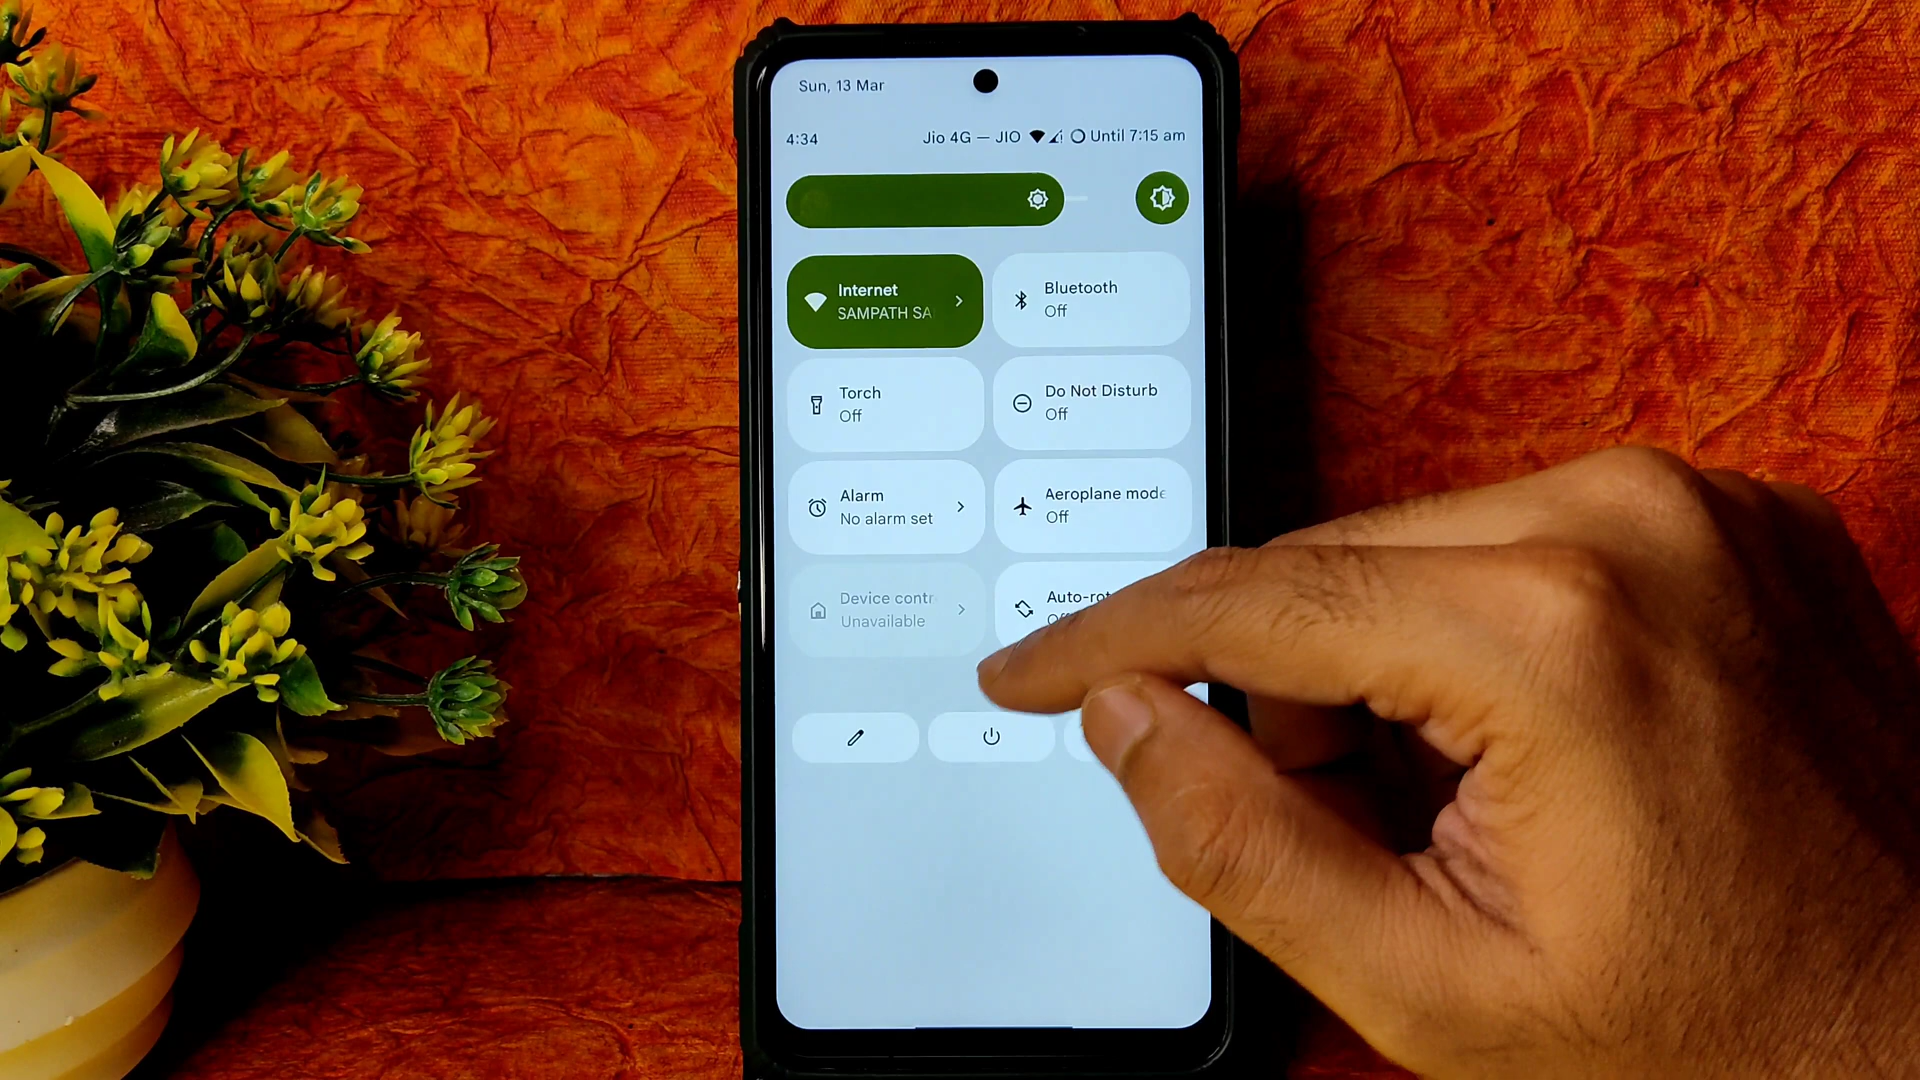 Sun, 13 Mar
4:34
Jio 4G — JIO
Until 7:15 am
Internet
SAMPATH SA
Bluetooth
Off
Torch
Off
Do Not Disturb
Off
Alarm
No alarm set
Aeroplane mode
Off
Device contr
Unavailable
Auto-rot